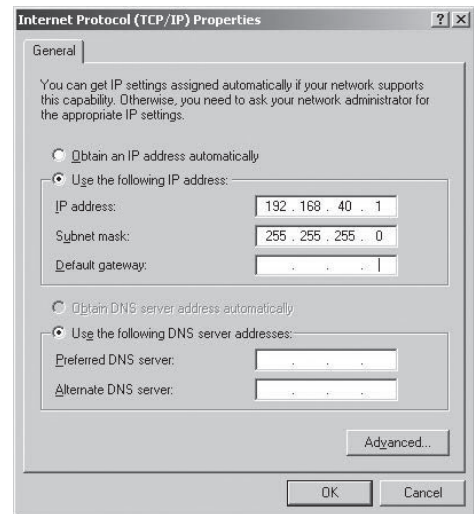 Internet Protocol (TCP/IP) Properties
? X
General
You can get IP settings assigned automatically if your network supports
this capability. Otherwise, you need to ask your network administrator for
the appropriate IP settings.
Obtain an IP address automatically
Use the following IP address:
IP address: 192 . 168 . 40 . 1
Subnet mask: 255 . 255 . 255 . 0
Default gateway: . . .
Obtain DNS server address automatically
Use the following DNS server addresses:
Preferred DNS server: . . .
Alternate DNS server: . . .
Advanced...
OK Cancel